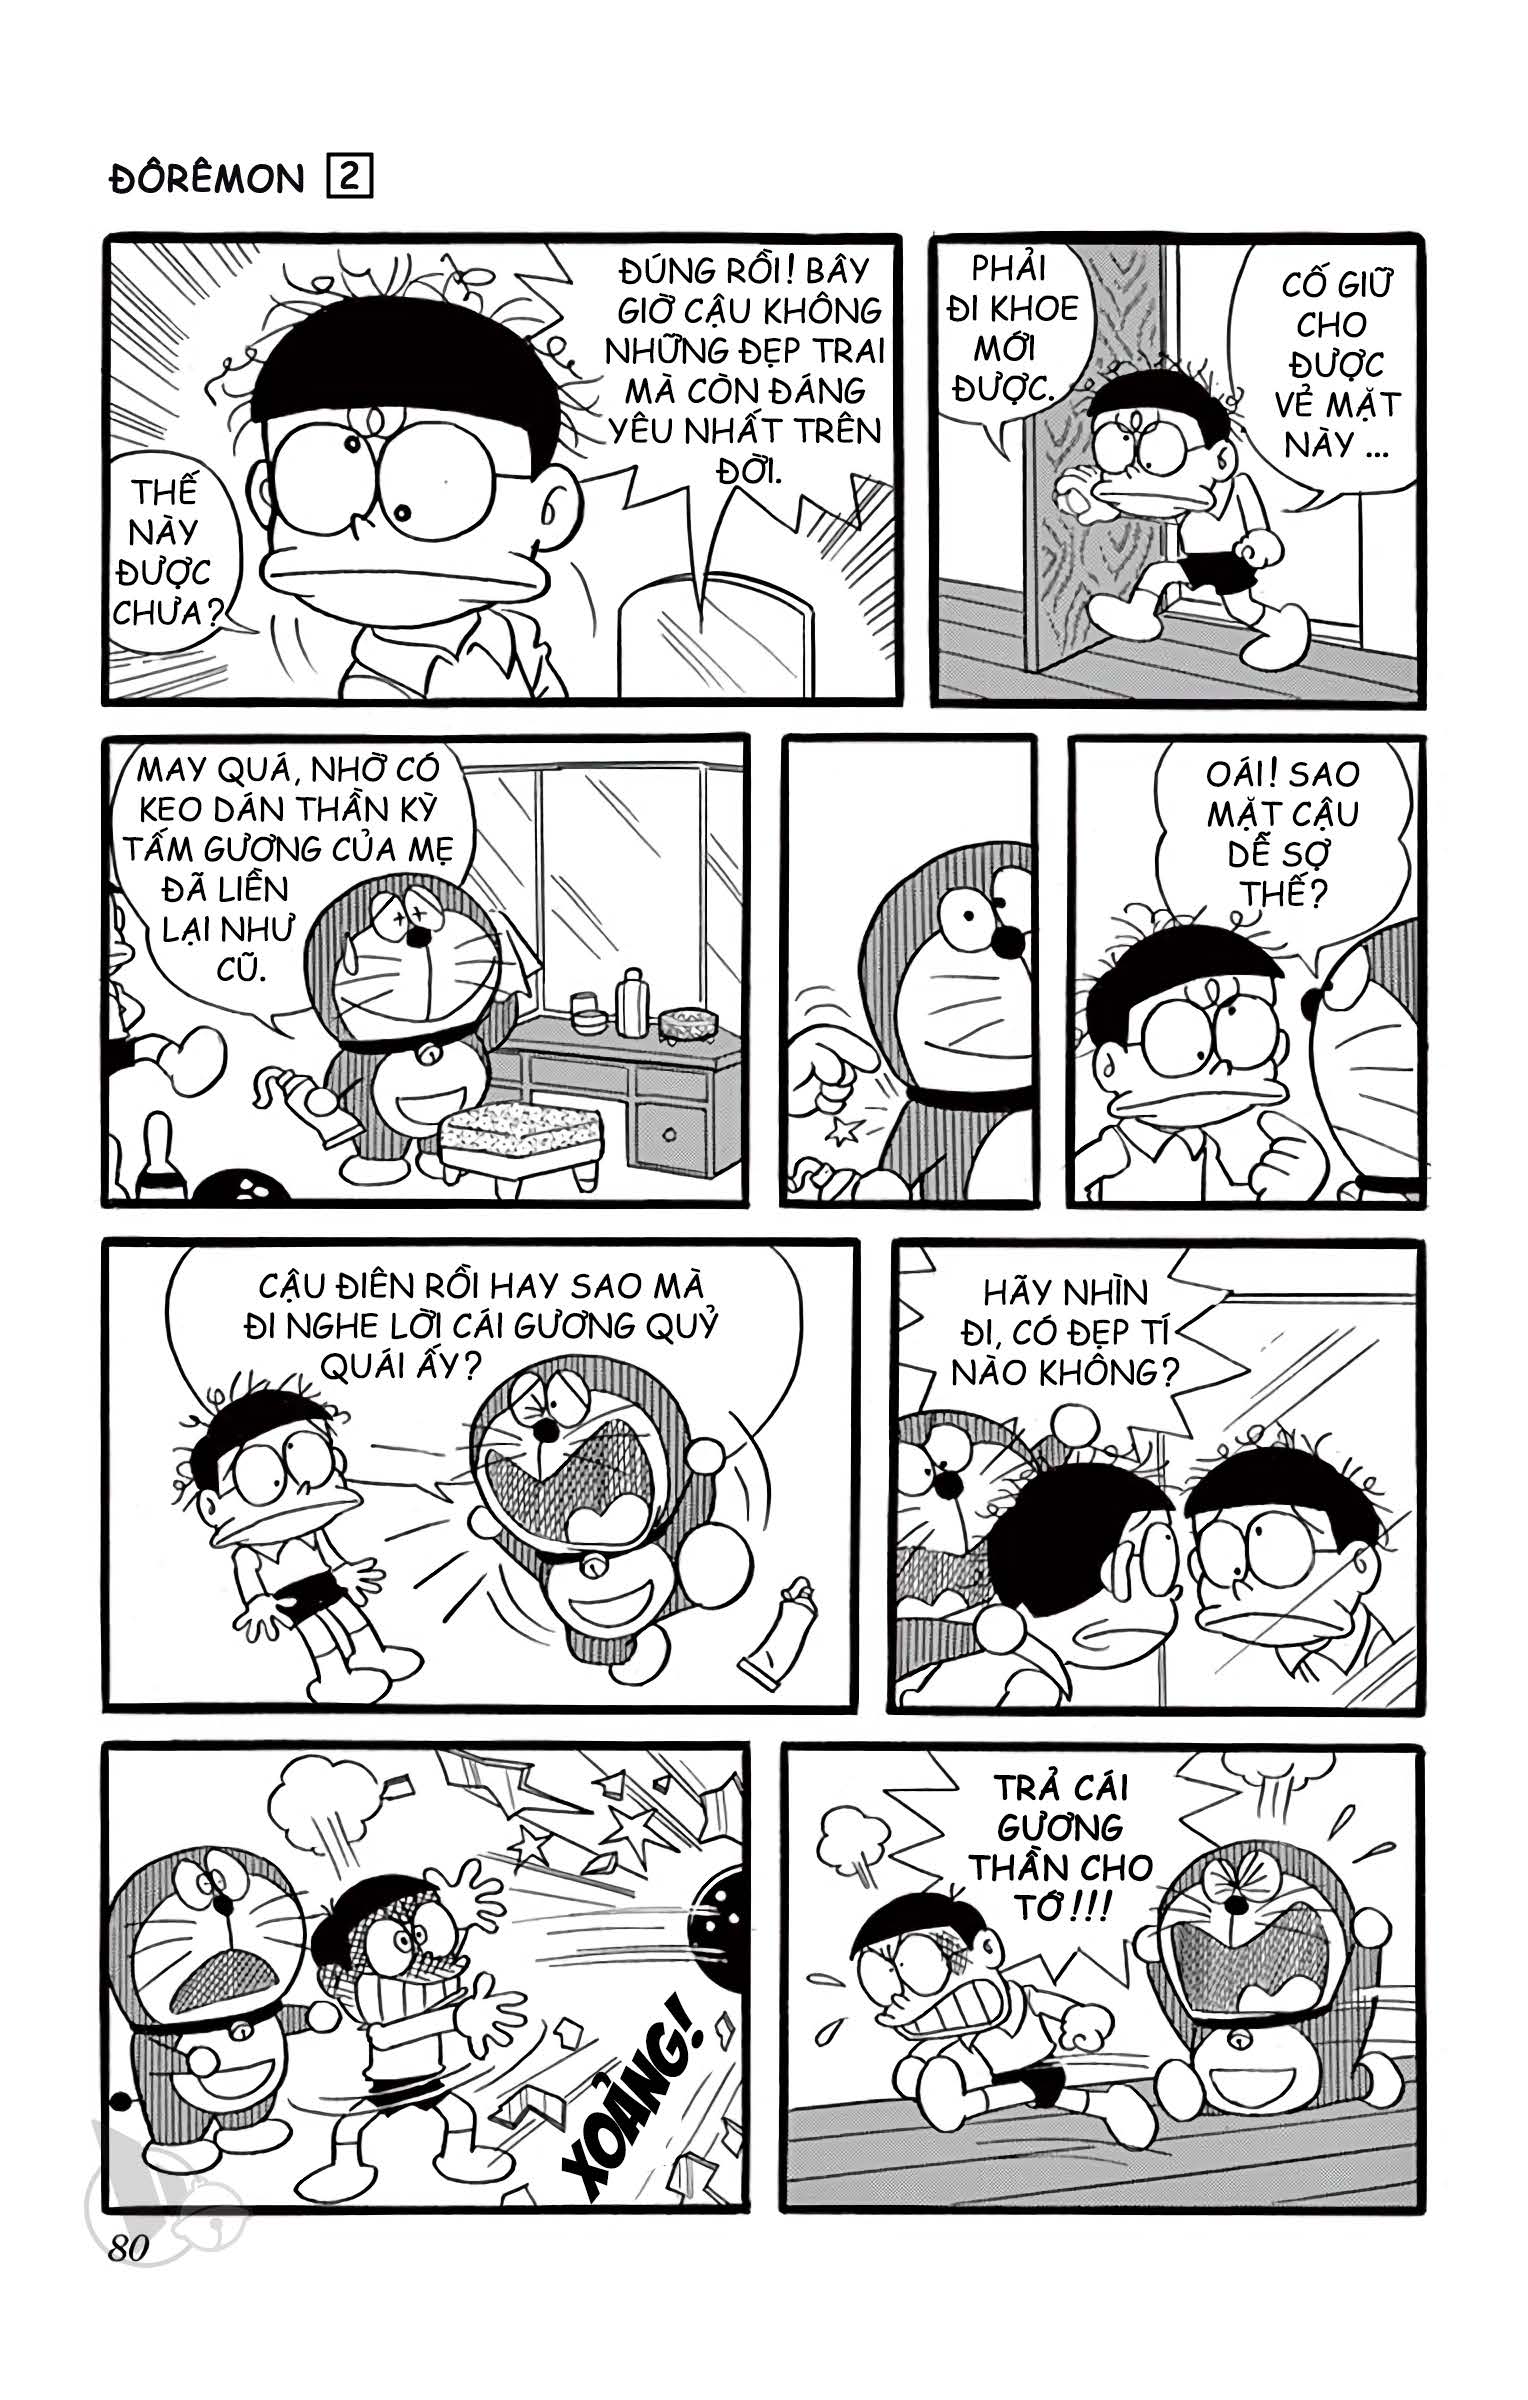 ĐÔRÊMON 2
THẾ
NÀY
ĐƯỢC
CHƯA?
ĐÚNG RỒI! BÂY
GIỜ CẬU KHÔNG
NHỮNG ĐẸP TRAI
MÀ CÒN ĐÁNG
YÊU NHẤT TRÊN
ĐỜI.
PHẢI
ĐI KHOE
MỚI
ĐƯỢC.
CỐ GIỮ
CHO
ĐƯỢC
VẺ MẶT
NÀY ...
MAY QUÁ, NHỜ CÓ
KEO DÁN THẦN KỲ
TẤM GƯƠNG CỦA MẸ
ĐÃ LIỀN
LẠI NHƯ
CŨ.
OÁI! SAO
MẶT CẬU
DỄ SỢ
THẾ?
CẬU ĐIÊN RỒI HAY SAO MÀ
ĐI NGHE LỜI CÁI GƯƠNG QUỶ
QUÁI ẤY?
HÃY NHÌN
ĐI, CÓ ĐẸP TÍ
NÀO KHÔNG?
XOẢNG!
TRẢ CÁI
GƯƠNG
THẦN CHO
TỚ!!!
80